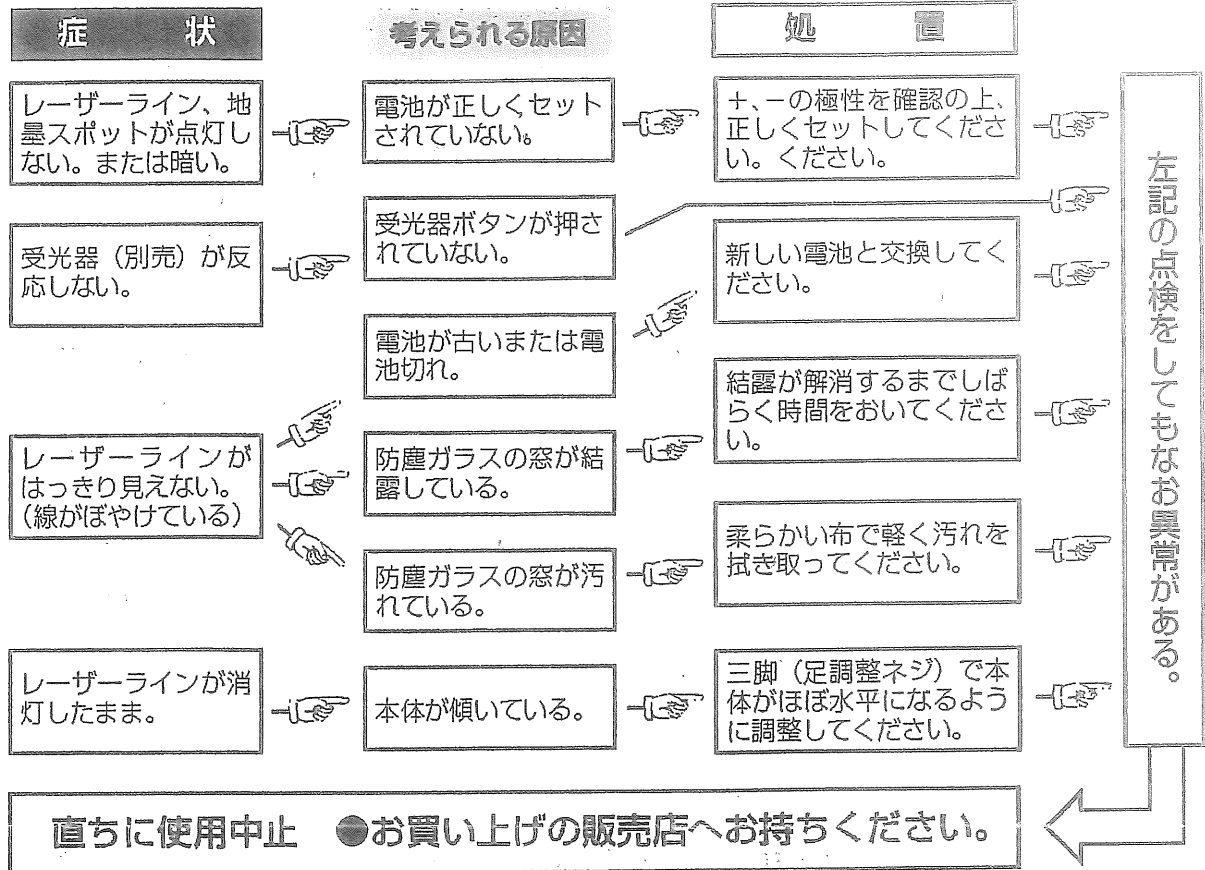 症 状
考えられる原因
処 置
レーザーライン、地
墨スポットが点灯し
ない。または暗い。
電池が正しくセット
されていない。
＋、－の極性を確認の上、
正しくセットしてくださ
い。ください。
受光器（別売）が反
応しない。
受光器ボタンが押さ
れていない。
新しい電池と交換してく
ださい。
電池が古いまたは電
池切れ。
レーザーラインが
はっきり見えない。
（線がぼやけている）
防塵ガラスの窓が結
露している。
結露が解消するまでしば
らく時間をおいてくださ
い。
防塵ガラスの窓が汚
れている。
柔らかい布で軽く汚れを
拭き取ってください。
レーザーラインが消
灯したまま。
本体が傾いている。
三脚（足調整ネジ）で本
体がほぼ水平になるよう
に調整してください。
左記の点検をしてもなお異常がある。
直ちに使用中止 ●お買い上げの販売店へお持ちください。